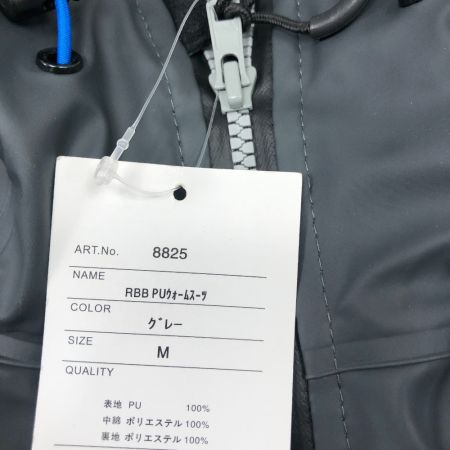 ART.No. 8825
NAME
RBB PUｳｫｰﾑｽｰﾂ
COLOR
ｸﾞﾚｰ
SIZE
M
QUALITY
表地 PU 100%
中綿 ポリエステル 100%
裏地 ポリエステル 100%